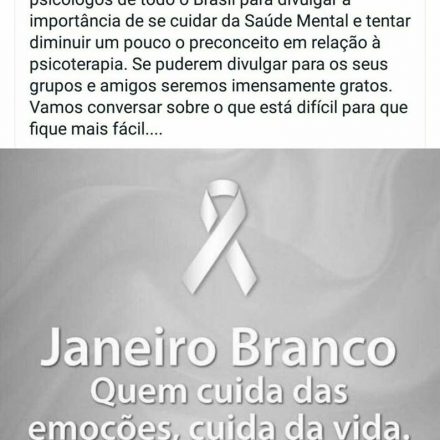 psicólogos de todo o Brasil para divulgar a
importância de se cuidar da Saúde Mental e tentar
diminuir um pouco o preconceito em relação à
psicoterapia. Se puderem divulgar para os seus
grupos e amigos seremos imensamente gratos.
Vamos conversar sobre o que está difícil para que
fique mais fácil....
Janeiro Branco
Quem cuida das
emoções, cuida da vida.